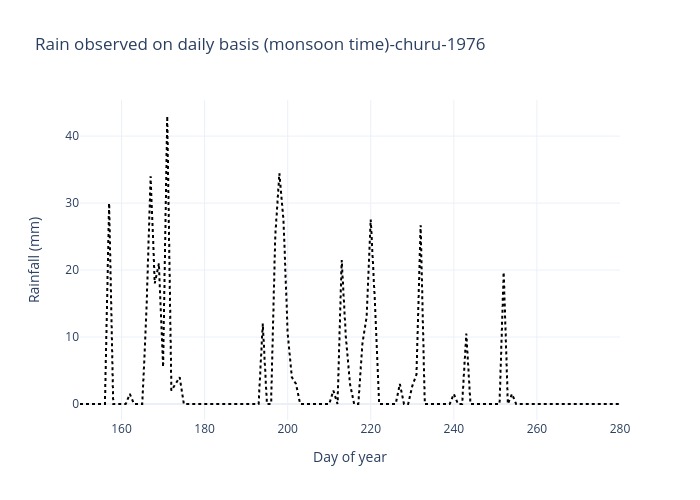 Rain observed on daily basis (monsoon time)-churu-1976
40
30
20
10
0
Rainfall (mm)
160 180 200 220 240 260 280
Day of year